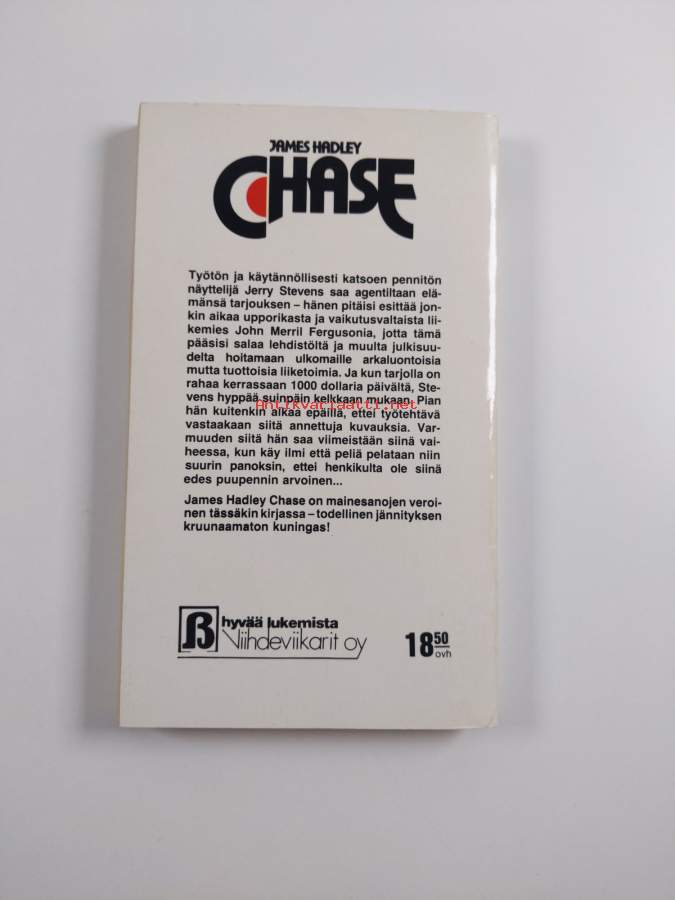 JAMES HADLEY
CHASE
Työtön ja käytännöllisesti katsoen pennitön
näyttelijä Jerry Stevens saa agentiltaan elä-
mänsä tarjouksen – hänen pitäisi esittää jon-
kin aikaa upporikasta ja vaikutusvaltaista lii-
kemies John Merril Fergusonia, jotta tämä
pääsisi salaa lehdistöltä ja muulta julkisuu-
delta hoitamaan ulkomaille arkaluontoisia
mutta tuottoisia liiketoimia. Ja kun tarjolla on
rahaa kerrassaan 1000 dollaria päivältä, Ste-
vens hyppää suinpäin kelkkaan mukaan. Pian
Antikvariaatti.net
hän kuitenkin alkaa epäillä, ettei työtehtävä
vastaakaan siitä annettuja kuvauksia. Var-
muuden siitä hän saa viimeistään siinä vai-
heessa, kun käy ilmi että peliä pelataan niin
suurin panoksin, ettei henkikulta ole siinä
edes puupennin arvoinen...
James Hadley Chase on mainesanojen veroi-
nen tässäkin kirjassa – todellinen jännityksen
kruunaamaton kuningas!
hyvää lukemista
Viihdeviikarit oy
18 50
ovh